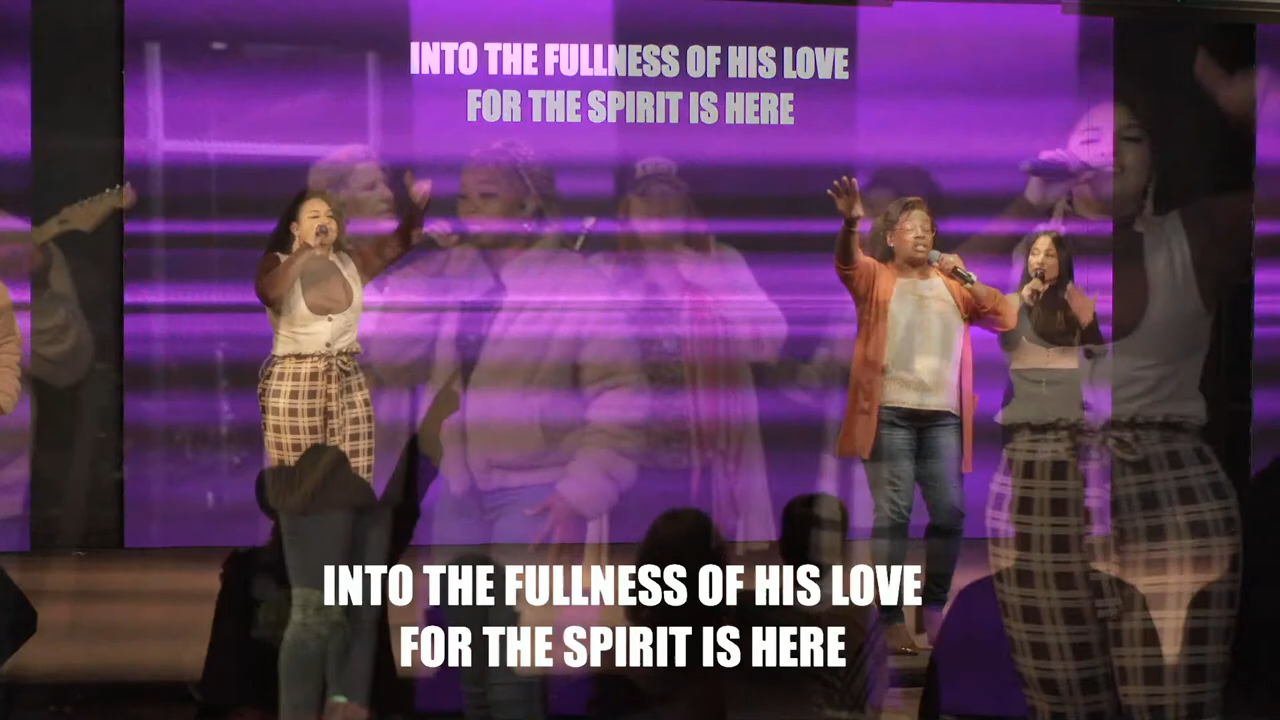 INTO THE FULLNESS OF HIS LOVE
FOR THE SPIRIT IS HERE
INTO THE FULLNESS OF HIS LOVE
FOR THE SPIRIT IS HERE